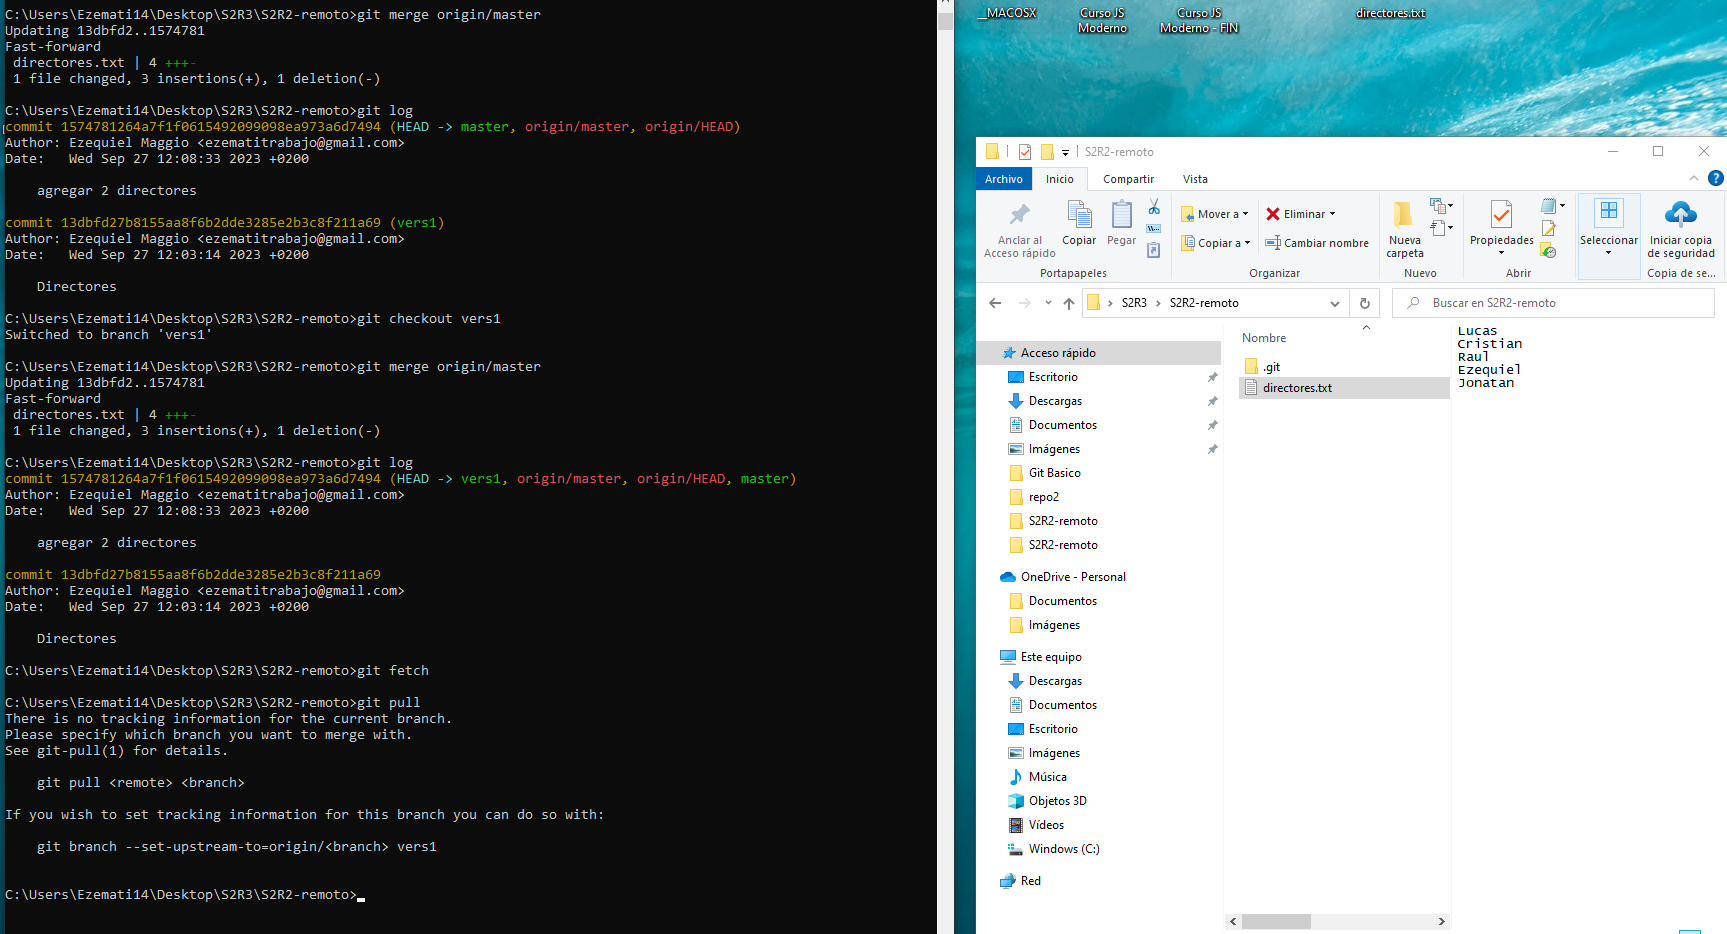 C:\Users\Ezemati14\Desktop\S2R3\S2R2-remoto>git merge origin/master
Updating 13dbfd2..1574781
Fast-forward
 directores.txt | 4 +++-
 1 file changed, 3 insertions(+), 1 deletion(-)
C:\Users\Ezemati14\Desktop\S2R3\S2R2-remoto>git log
commit 1574781264a7f1f0615492099098ea973a6d7494 (HEAD -> master, origin/master, origin/HEAD)
Author: Ezequiel Maggio <ezematitrabajo@gmail.com>
Date:   Wed Sep 27 12:08:33 2023 +0200
    agregar 2 directores
commit 13dbfd27b8155aa8f6b2dde3285e2b3c8f211a69 (vers1)
Author: Ezequiel Maggio <ezematitrabajo@gmail.com>
Date:   Wed Sep 27 12:03:14 2023 +0200
    Directores
C:\Users\Ezemati14\Desktop\S2R3\S2R2-remoto>git checkout vers1
Switched to branch 'vers1'
C:\Users\Ezemati14\Desktop\S2R3\S2R2-remoto>git merge origin/master
Updating 13dbfd2..1574781
Fast-forward
 directores.txt | 4 +++-
 1 file changed, 3 insertions(+), 1 deletion(-)
C:\Users\Ezemati14\Desktop\S2R3\S2R2-remoto>git log
commit 1574781264a7f1f0615492099098ea973a6d7494 (HEAD -> vers1, origin/master, origin/HEAD, master)
Author: Ezequiel Maggio <ezematitrabajo@gmail.com>
Date:   Wed Sep 27 12:08:33 2023 +0200
    agregar 2 directores
commit 13dbfd27b8155aa8f6b2dde3285e2b3c8f211a69
Author: Ezequiel Maggio <ezematitrabajo@gmail.com>
Date:   Wed Sep 27 12:03:14 2023 +0200
    Directores
C:\Users\Ezemati14\Desktop\S2R3\S2R2-remoto>git fetch
C:\Users\Ezemati14\Desktop\S2R3\S2R2-remoto>git pull
There is no tracking information for the current branch.
Please specify which branch you want to merge with.
See git-pull(1) for details.
    git pull <remote> <branch>
If you wish to set tracking information for this branch you can do so with:
    git branch --set-upstream-to=origin/<branch> vers1
C:\Users\Ezemati14\Desktop\S2R3\S2R2-remoto>
__MACOSX
Curso JS
Moderno
Curso JS
Moderno - FIN
directores.txt
S2R2-remoto
Archivo
Inicio
Compartir
Vista
Anclar al
Acceso rápido
Copiar
Pegar
Portapapeles
Mover a
Copiar a
Eliminar
Cambiar nombre
Organizar
Nueva
carpeta
Nuevo
Propiedades
Abrir
Seleccionar
Iniciar copia
de seguridad
Copia de se...
S2R3 > S2R2-remoto
Buscar en S2R2-remoto
Acceso rápido
Escritorio
Descargas
Documentos
Imágenes
Git Basico
repo2
S2R2-remoto
S2R2-remoto
OneDrive - Personal
Documentos
Imágenes
Este equipo
Descargas
Documentos
Escritorio
Imágenes
Música
Objetos 3D
Vídeos
Windows (C:)
Red
Nombre
.git
directores.txt
Lucas
Cristian
Raul
Ezequiel
Jonatan